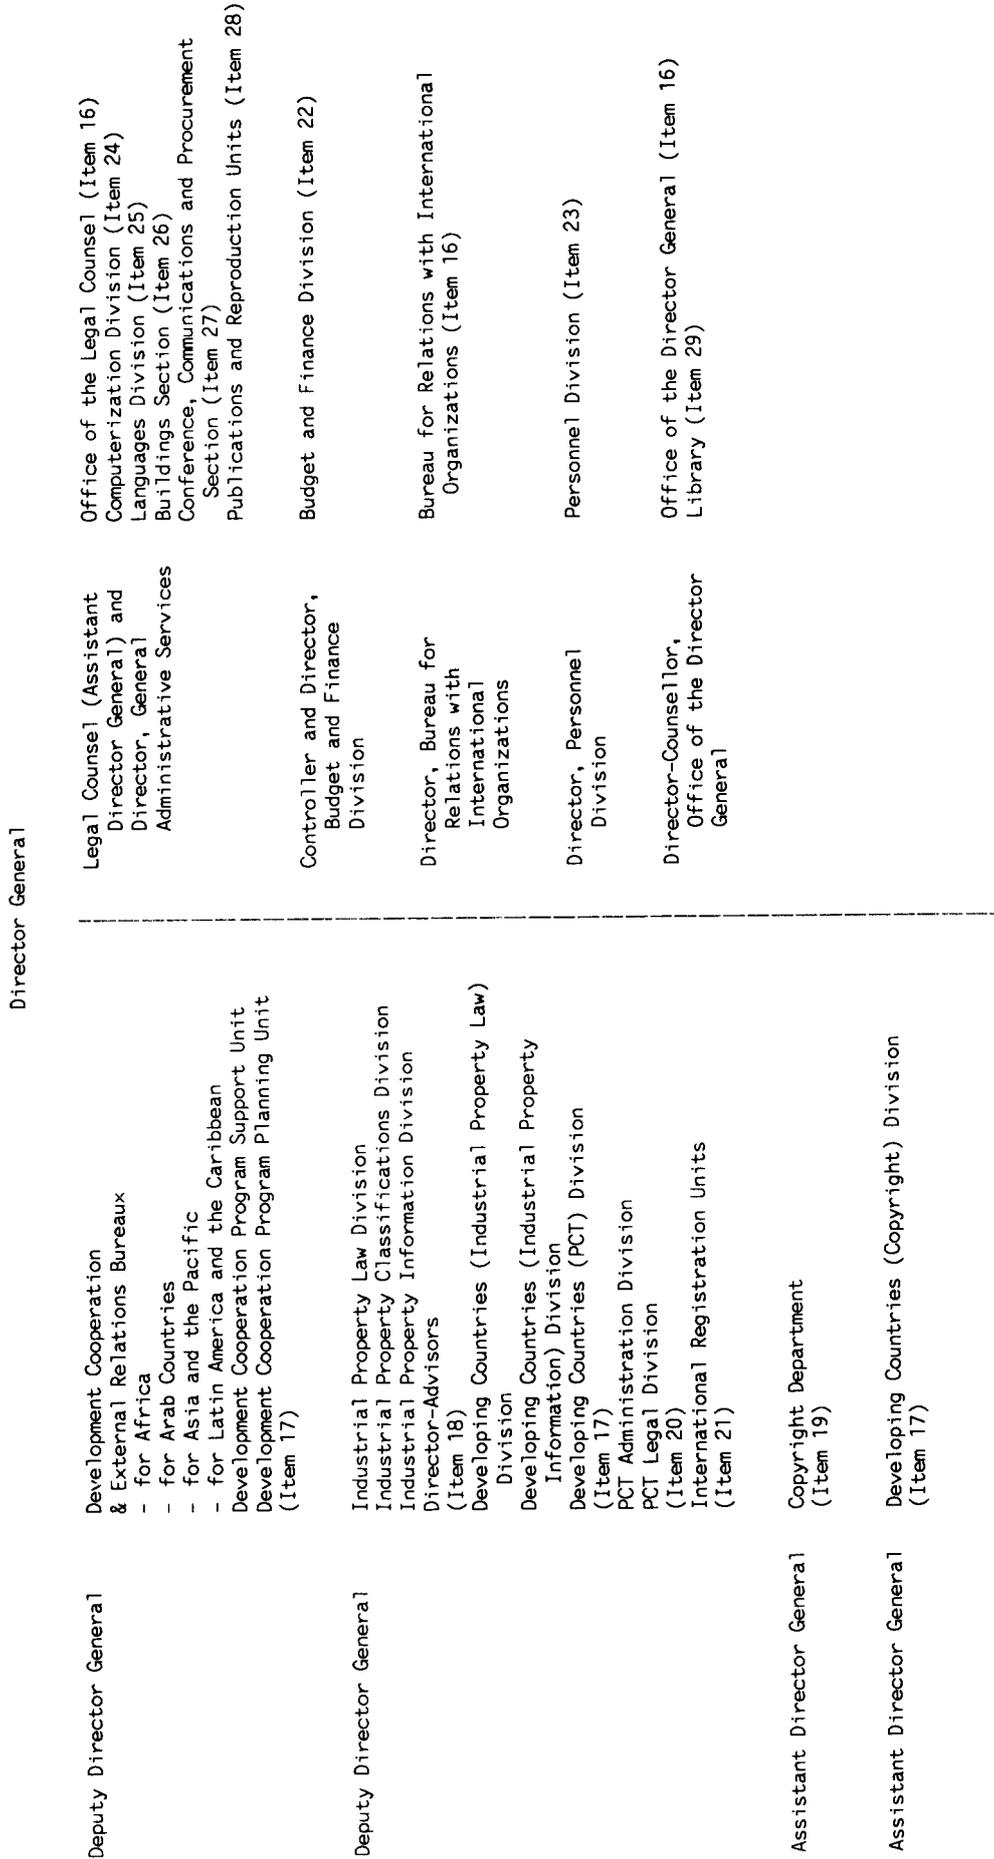 Director General
Deputy Director General
Development Cooperation
& External Relations Bureaux
- for Africa
- for Arab Countries
- for Asia and the Pacific
- for Latin America and the Caribbean
Development Cooperation Program Support Unit
Development Cooperation Program Planning Unit
(Item 17)
Deputy Director General
Industrial Property Law Division
Industrial Property Classifications Division
Industrial Property Information Division
Director-Advisors
(Item 18)
Developing Countries (Industrial Property Law)
Division
Developing Countries (Industrial Property
Information) Division
Developing Countries (PCT) Division
(Item 17)
PCT Administration Division
PCT Legal Division
(Item 20)
International Registration Units
(Item 21)
Assistant Director General
Copyright Department
(Item 19)
Assistant Director General
Developing Countries (Copyright) Division
(Item 17)
Legal Counsel (Assistant
Director General) and
Director, General
Administrative Services
Office of the Legal Counsel (Item 16)
Computerization Division (Item 24)
Languages Division (Item 25)
Buildings Section (Item 26)
Conference, Communications and Procurement
Section (Item 27)
Publications and Reproduction Units (Item 28)
Controller and Director,
Budget and Finance
Division
Budget and Finance Division (Item 22)
Director, Bureau for
Relations with
International
Organizations
Bureau for Relations with International
Organizations (Item 16)
Director, Personnel
Division
Personnel Division (Item 23)
Director-Counsellor,
Office of the Director
General
Office of the Director General (Item 16)
Library (Item 29)